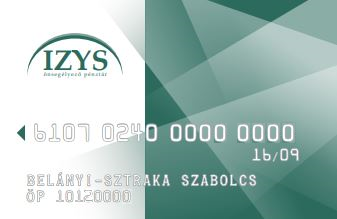 IZYS
önsegélyező pénztár
6107 0240 0000 0000
16/09
BELÁNYI-SZTRAKA SZABOLCS
ÖP 10120000